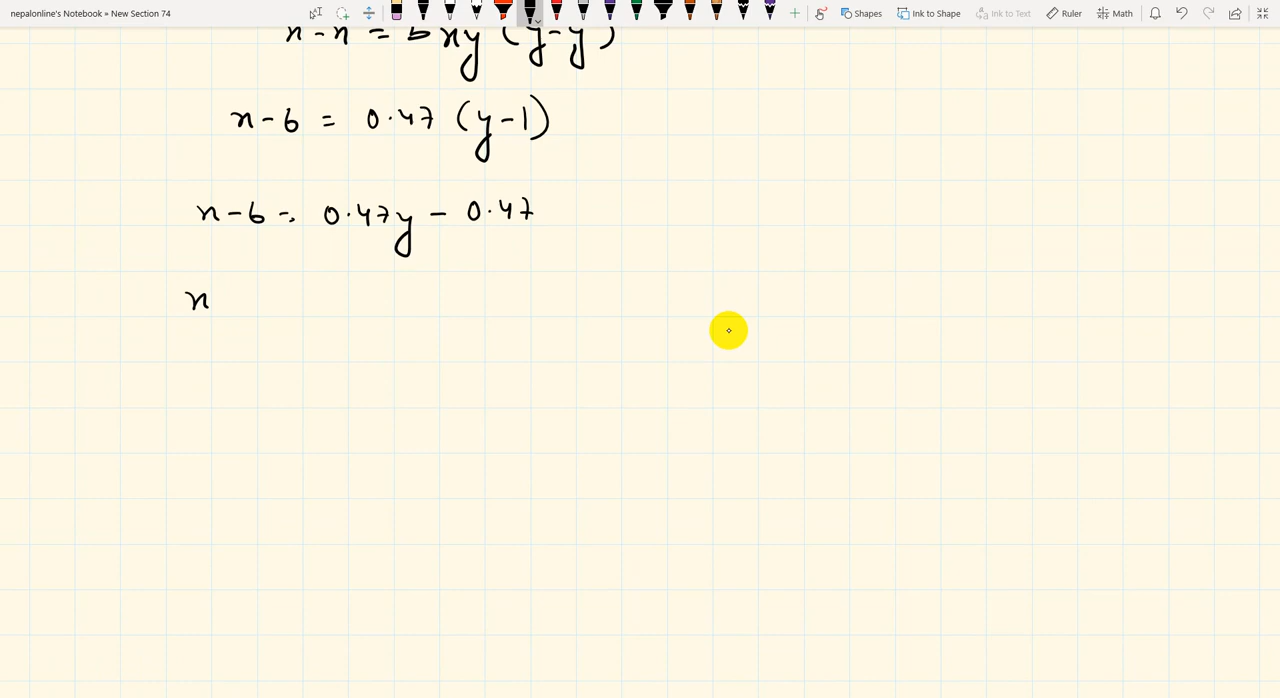 nepalonline's Notebook » New Section 74
Shapes Ink to Shape Ink to Text Ruler Math
x - x = bxy (y - y)
x - 6 = 0.47 (y - 1)
x - 6 = 0.47y - 0.47
x